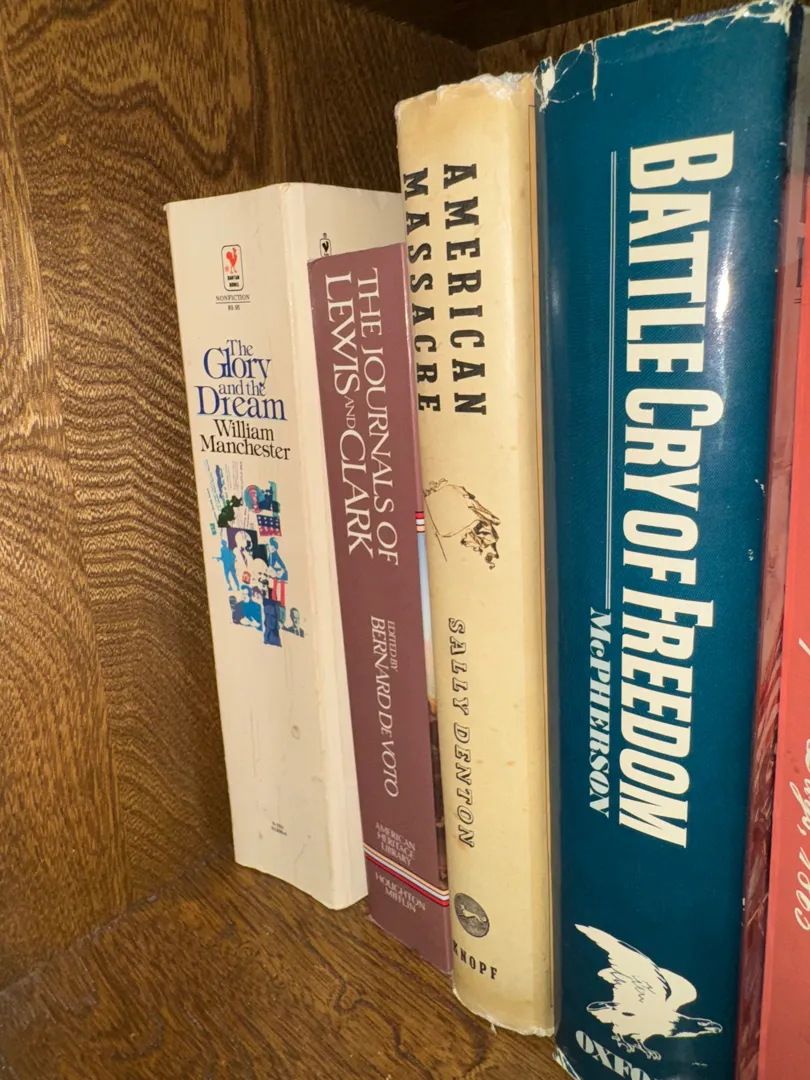 BANTAM
BOOKS
NONFICTION
The
Glory
and the
Dream
William
Manchester
THE JOURNALS OF
LEWIS AND CLARK
EDITED BY
BERNARD DE VOTO
AMERICAN
HERITAGE
LIBRARY
HOUGHTON
MIFFLIN
AMERICAN
MASSACRE
SALLY DENTON
KNOPF
BATTLE CRY OF FREEDOM
McPHERSON